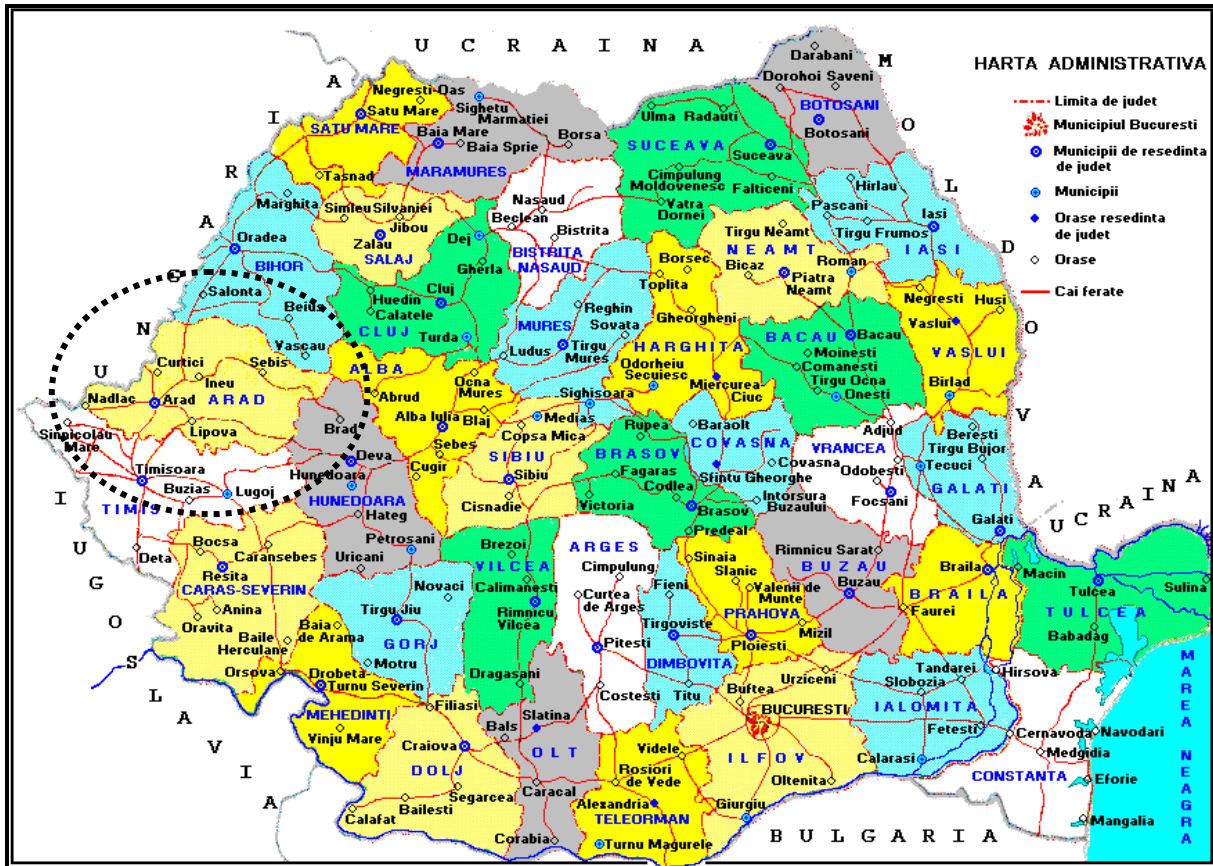 UCRAINA
MOLDOVA
UCRAINA
MAREA NEAGRA
BULGARIA
IUGOSLAVIA
UNGARIA
HARTA ADMINISTRATIVA
Limita de judet
Municipiul Bucuresti
Municipii de resedinta
de judet
Municipii
Orase resedinta
de judet
Orase
Cai ferate
Negresti Oas
Satu Mare
SATU MARE
Tasnad
Sighetu
Marmatiei
Baia Mare
Baia Sprie
Borsa
MARAMURES
Ulma
Radauti
SUCEAVA
Suceava
Cimpulung
Moldovenesc
Falticeni
Vatra
Dornei
Darabani
Dorohoi
Saveni
BOTOSANI
Botosani
Hirlau
Pascani
Iasi
Tirgu Frumos
IASI
Marghita
Oradea
BIHOR
Salonta
Beius
Vascau
Simleu Silvaniei
Jibou
Zalau
SALAJ
Nasaud
Beclean
Bistrita
BISTRITA
NASAUD
Dej
Gherla
Huedin
Cluj
Calatele
CLUJ
Turda
Reghin
Sovata
MURES
Ludus
Tirgu
Mures
Sighisoara
Borsec
Toplita
Gheorgheni
HARGHITA
Odorheiu
Secuiesc
Miercurea
Ciuc
Tirgu Neamt
NEAMT
Bicaz
Roman
Piatra
Neamt
BACAU
Bacau
Moinesti
Comanesti
Tirgu Ocna
Onesti
Negresti
Husi
Vaslui
VASLUI
Birlad
Curtici
Sebis
Ineu
Nadlac
Arad
ARAD
Lipova
Sinnicolau
Mare
Timisoara
Buzias
Lugoj
TIMIS
Deta
ALBA
Abrud
Ocna
Mures
Alba Iulia
Blaj
Sebes
Cugir
Brad
Deva
Hunedoara
HUNEDOARA
Hateg
Petrosani
Uricani
Medias
Copsa Mica
SIBIU
Sibiu
Cisnadie
Rupea
BRASOV
Fagaras
Codlea
Victoria
Brasov
Predeal
Baraolt
COVASNA
Covasna
Sfintu Gheorghe
Intorsura
Buzaului
Adjud
VRANCEA
Odobesti
Focsani
Beresti
Tirgu Bujor
Tecuci
GALATI
Galati
Bocsa
Caransebes
Resita
CARAS-SEVERIN
Anina
Oravita
Baile
Herculane
Orsova
Baia
de Arama
Drobeta-
Turnu Severin
MEHEDINTI
Vinju Mare
Novaci
Tirgu Jiu
GORJ
Motru
Brezoi
VILCEA
Calimanesti
Rimnicu
Vilcea
Dragasani
ARGES
Cimpulung
Curtea
de Arges
Pitesti
Costesti
Fieni
Tirgoviste
DIMBOVITA
Titu
Sinaia
Slanic
Valenii de
Munte
PRAHOVA
Mizil
Ploiesti
Rimnicu Sarat
BUZAU
Buzau
Braila
BRAILA
Faurei
Macin
Tulcea
Sulina
TULCEA
Babadag
Filiasi
Craiova
DOLJ
Segarcea
Bailesti
Calafat
Slatina
Bals
OLT
Caracal
Corabia
Videle
Rosiori
de Vede
Alexandria
TELEORMAN
Turnu Magurele
Buftea
Urziceni
BUCURESTI
ILFOV
Oltenita
Giurgiu
Tandarei
Slobozia
IALOMITA
Fetesti
Calarasi
Hirsova
Cernavoda
Navodari
Medgidia
CONSTANTA
Eforie
Mangalia